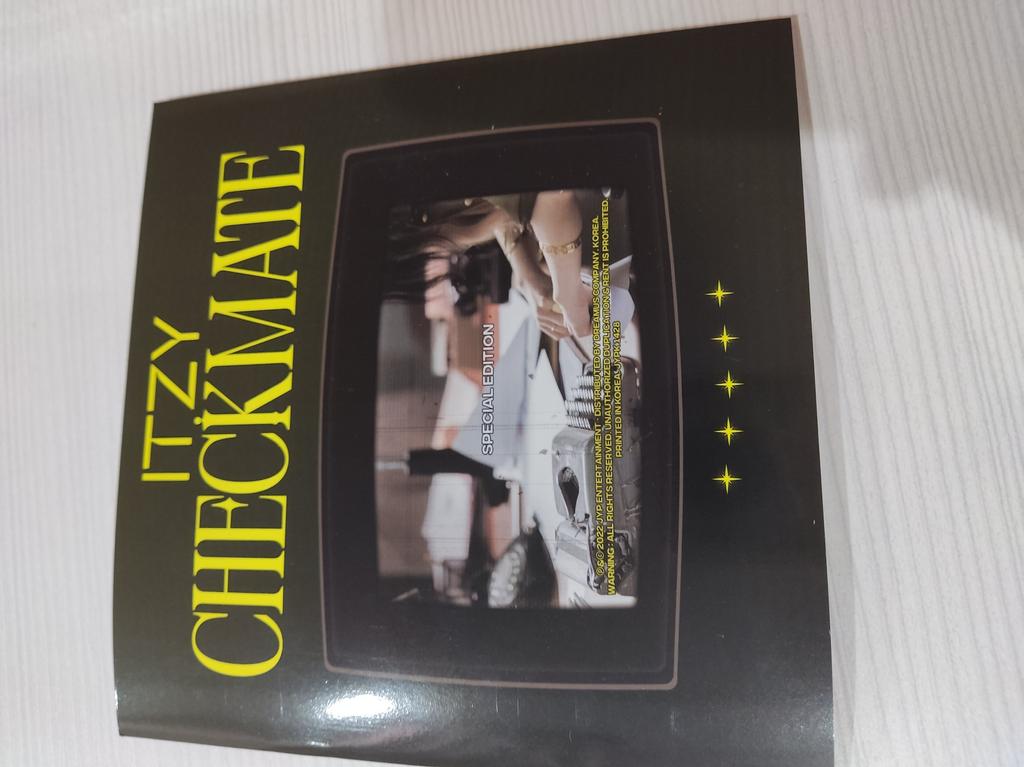 ITZY
CHECKMATE
SPECIAL EDITION
℗ & © 2022 JYP ENTERTAINMENT. DISTRIBUTED BY DREAMUS COMPANY, KOREA.
WARNING : ALL RIGHTS RESERVED. UNAUTHORIZED DUPLICATION & RENT IS PROHIBITED.
PRINTED IN KOREA. JYPK1428